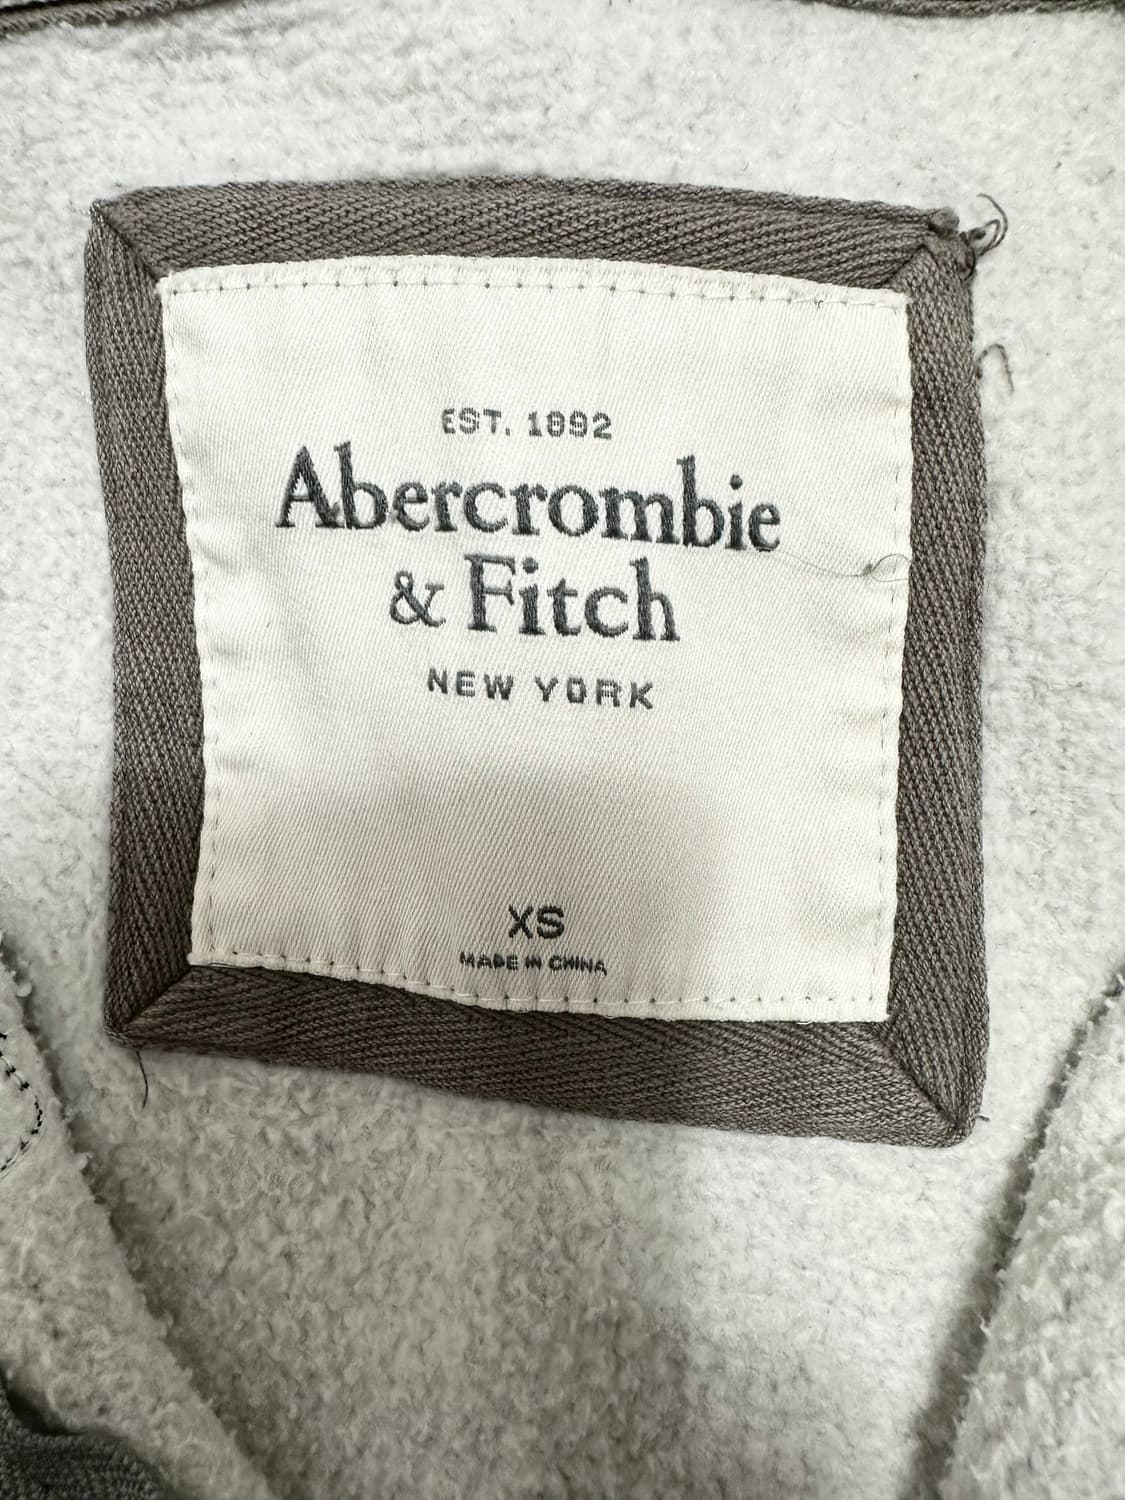 EST. 1892
Abercrombie
& Fitch
NEW YORK
XS
MADE IN CHINA